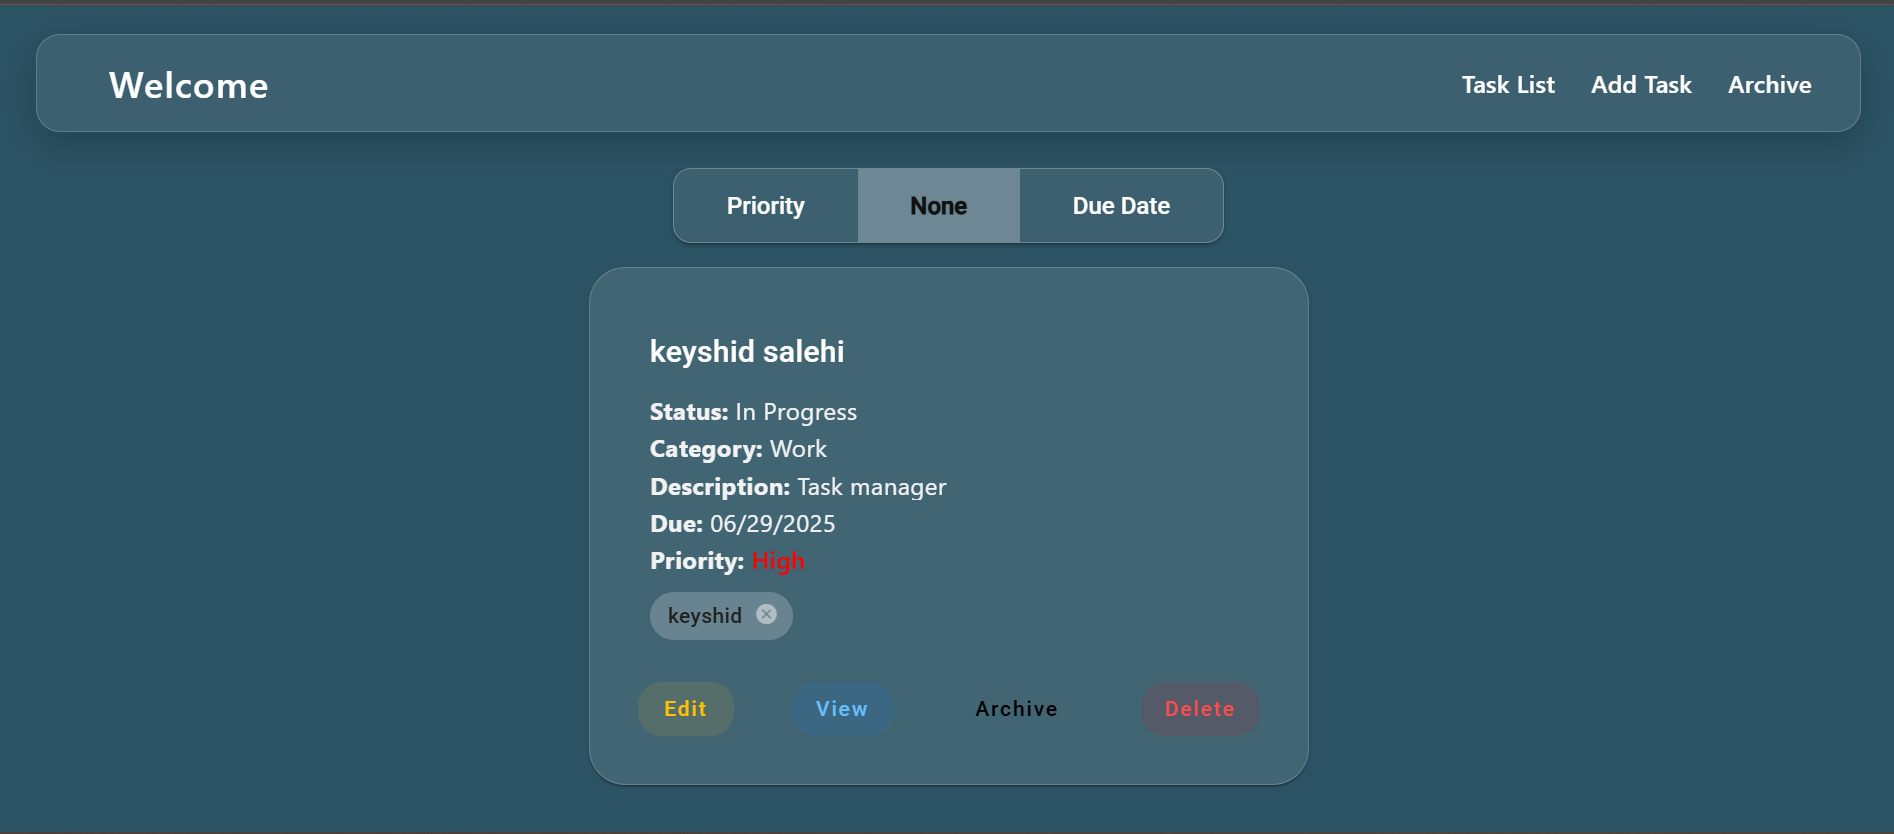 Welcome
Task List Add Task Archive
Priority None Due Date
keyshid salehi
Status: In Progress
Category: Work
Description: Task manager
Due: 06/29/2025
Priority: High
keyshid
Edit View Archive Delete